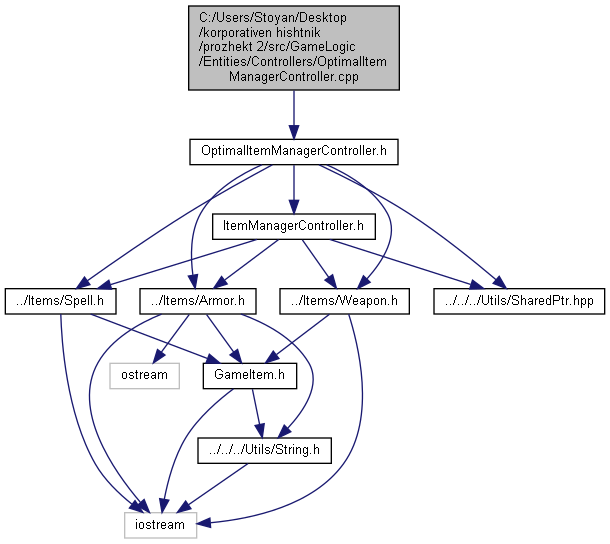 C:/Users/Stoyan/Desktop
/korporativen hishtnik
/prozhekt 2/src/GameLogic
/Entities/Controllers/OptimalItem
ManagerController.cpp
OptimalItemManagerController.h
ItemManagerController.h
../Items/Spell.h
../Items/Armor.h
../Items/Weapon.h
../../../Utils/SharedPtr.hpp
ostream
GameItem.h
../../../Utils/String.h
iostream